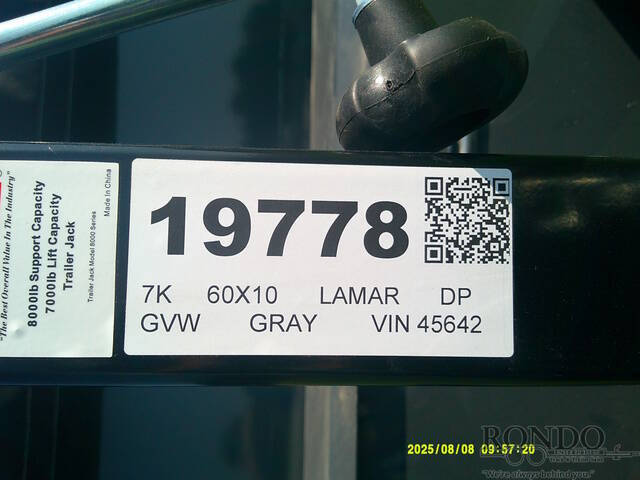 "The Best Overall Value In The Industry"
8000lb Support Capacity
7000lb Lift Capacity
Trailer Jack
Trailer Jack Model 8000 Series
Made In China
19778
7K 60X10 LAMAR DP
GVW GRAY VIN 45642
2025/08/08 09:57:20
RONDO
"We're always behind you."